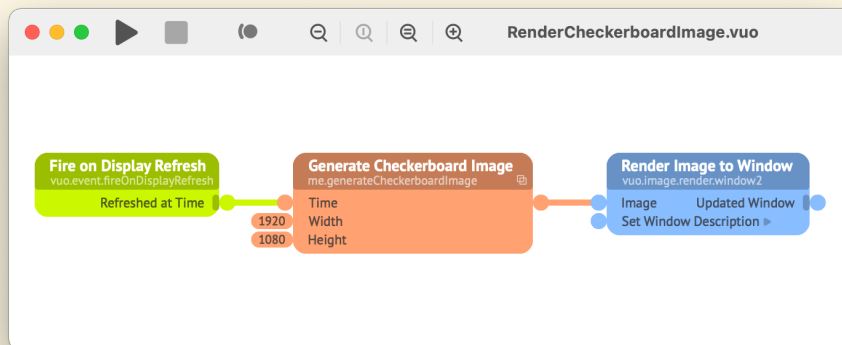 RenderCheckerboardImage.vuo
Fire on Display Refresh
vuo.event.fireOnDisplayRefresh
Refreshed at Time
Generate Checkerboard Image
me.generateCheckerboardImage
Time
1920 Width
1080 Height
Render Image to Window
vuo.image.render.window2
Image Updated Window
Set Window Description